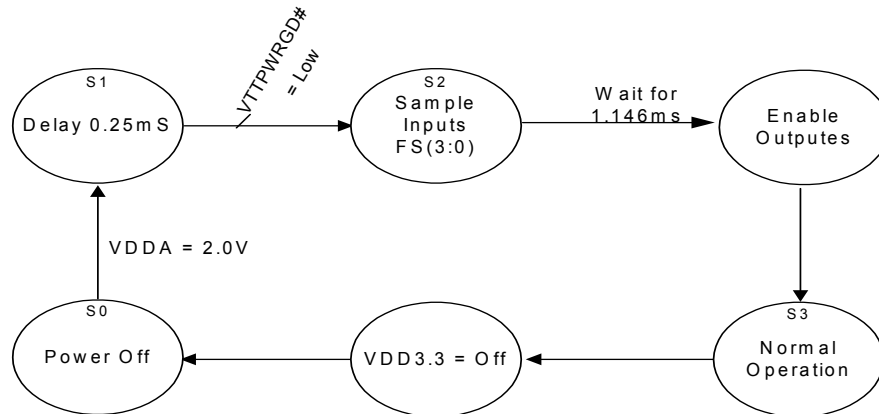 S1
Delay 0.25mS
VTTPWRGD#
= Low
S2
Sample
Inputs
FS(3:0)
Wait for
1.146ms
Enable
Outputes
VDDA = 2.0V
S0
Power Off
VDD3.3 = Off
S3
Normal
Operation